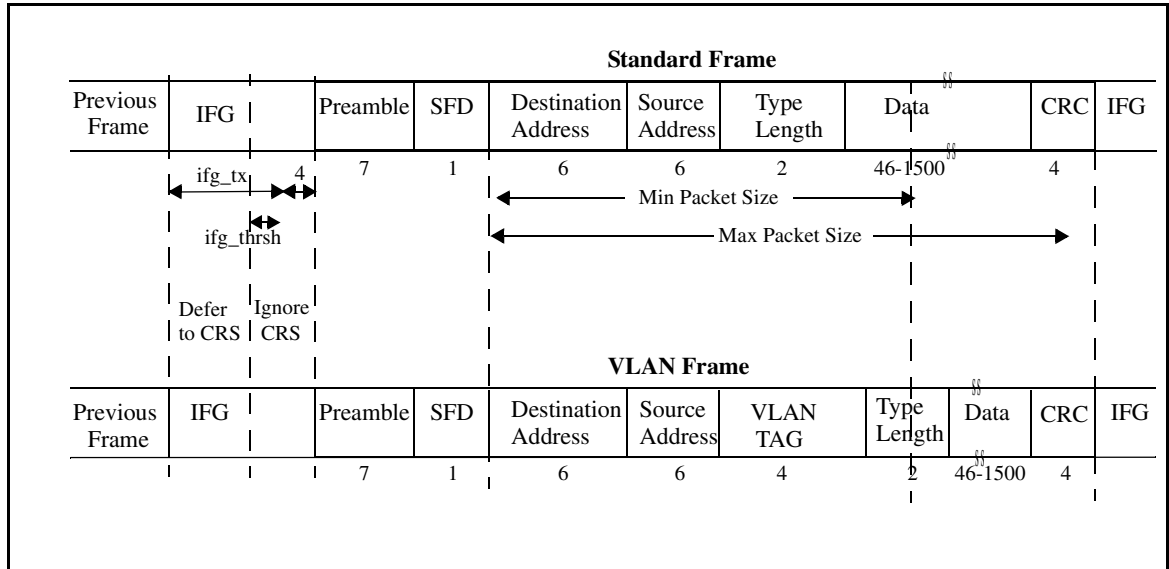 Standard Frame
Previous Frame IFG Preamble SFD Destination Address Source Address Type Length Data CRC IFG
7 1 6 6 2 46-1500 4
ifg_tx 4
Min Packet Size
ifg_thrsh
Max Packet Size
Defer to CRS
Ignore CRS
VLAN Frame
Previous Frame IFG Preamble SFD Destination Address Source Address VLAN TAG Type Length Data CRC IFG
7 1 6 6 4 2 46-1500 4